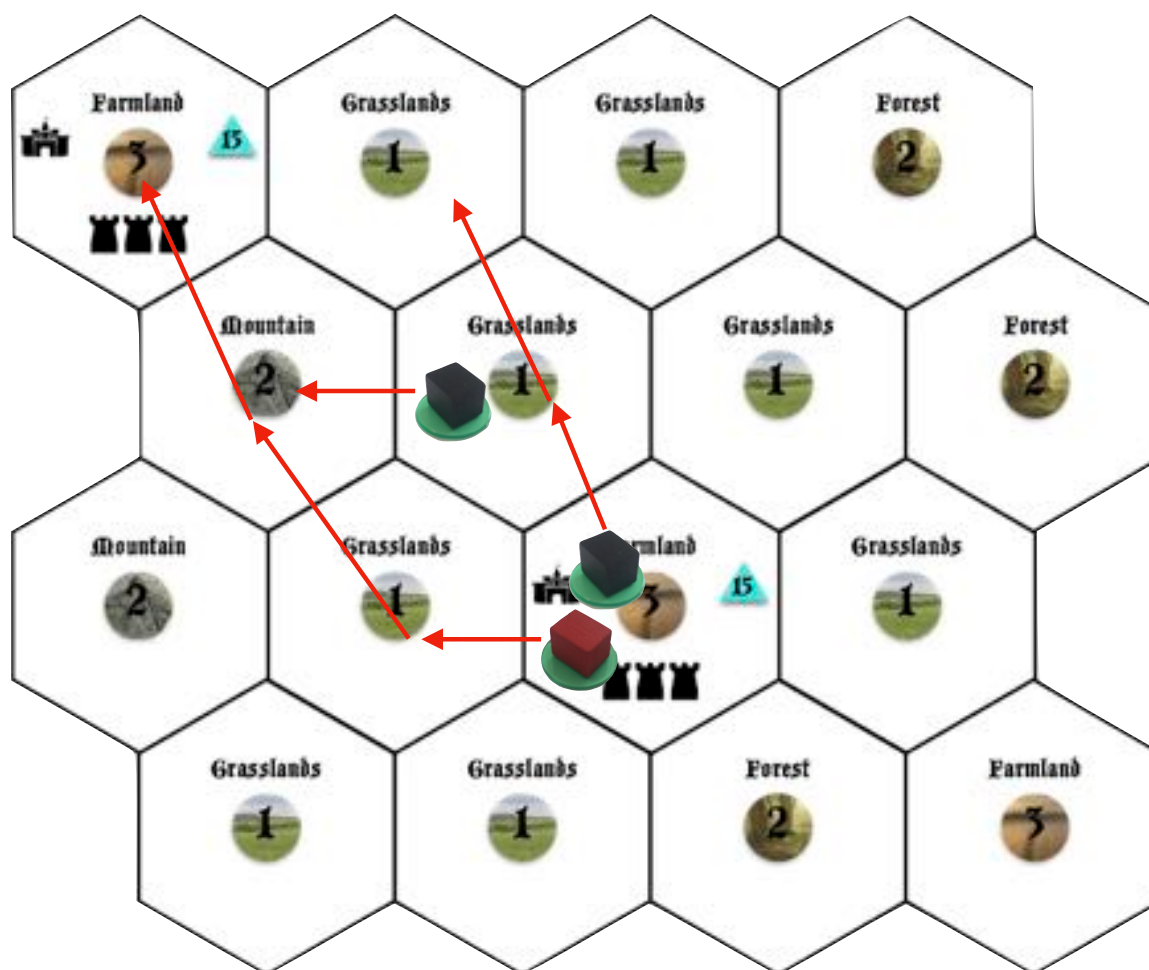 Farmland Grasslands Grasslands Forest
3 15 1 1 2
Mountain Grasslands Grasslands Forest
2 1 1 2
Mountain Grasslands Grasslands
2 1 3 15 1
Grasslands Grasslands Forest Farmland
1 1 2 3